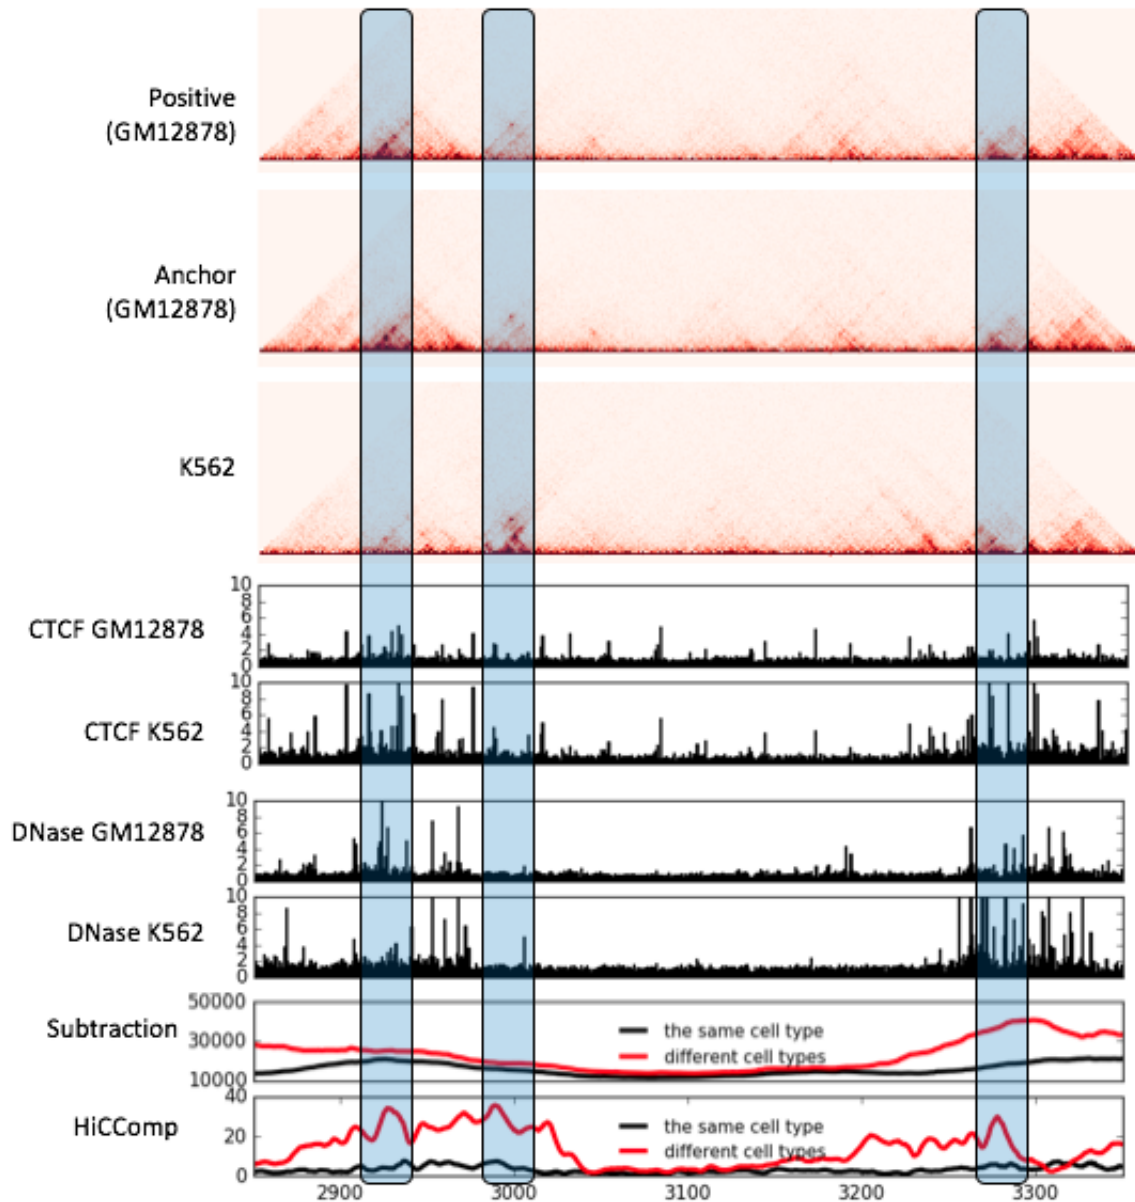 Positive
(GM12878)
Anchor
(GM12878)
K562
CTCF GM12878
10
8
6
4
2
0
CTCF K562
10
8
6
4
2
0
DNase GM12878
10
8
6
4
2
0
DNase K562
10
8
6
4
2
0
Subtraction
50000
30000
10000
the same cell type
different cell types
HiCComp
40
20
0
the same cell type
different cell types
2900 3000 3100 3200 3300